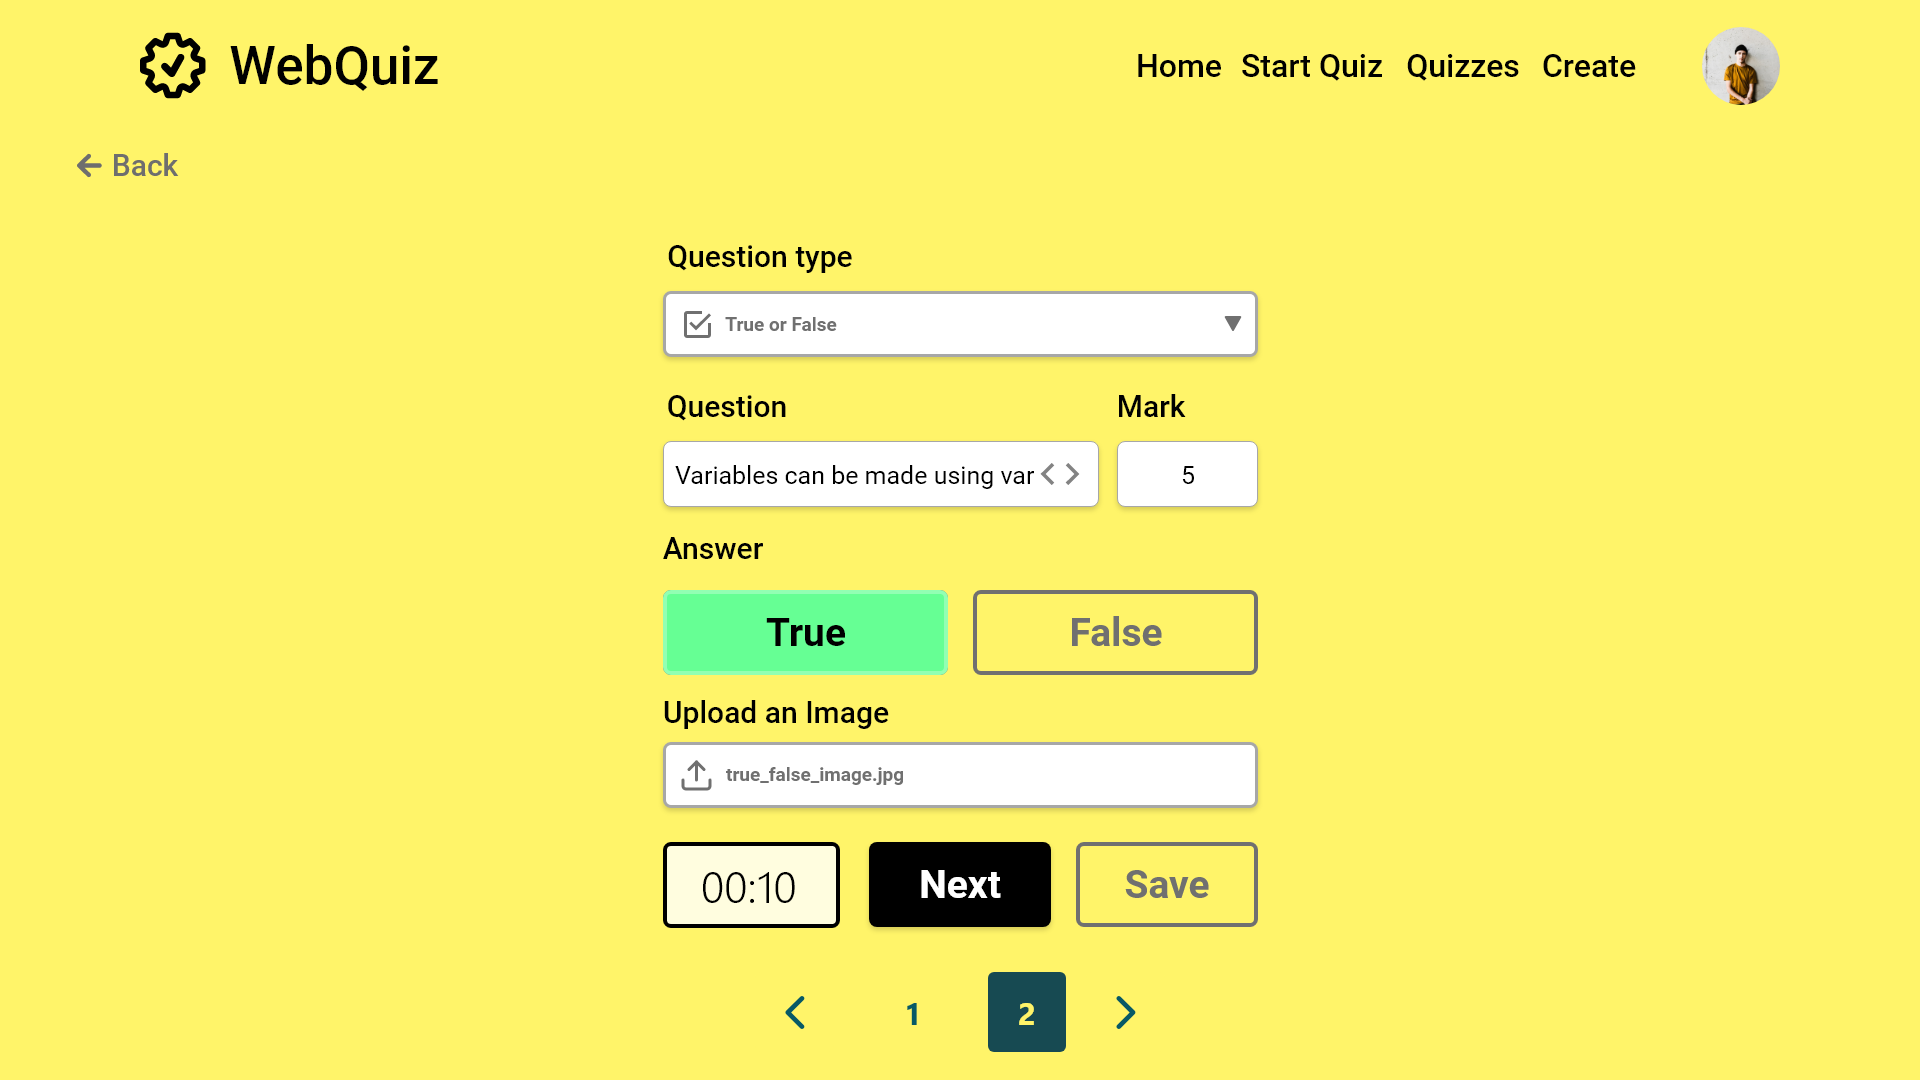 WebQuiz
Home Start Quiz Quizzes Create
Back
Question type
True or False
Question Mark
Variables can be made using var 5
Answer
True False
Upload an Image
true_false_image.jpg
00:10 Next Save
1 2